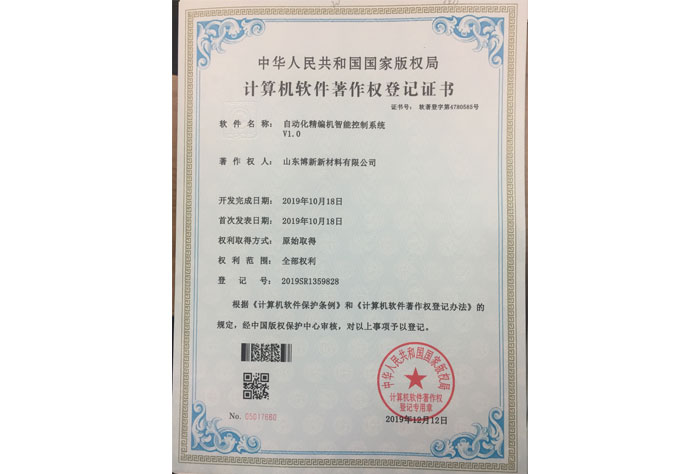 中华人民共和国国家版权局
计算机软件著作权登记证书
证书号： 软著登字第4780585号
软件名称： 自动化精编机智能控制系统
V1.0
著作权人： 山东博新新材料有限公司
开发完成日期： 2019年10月18日
首次发表日期： 2019年10月18日
权利取得方式： 原始取得
权利范围： 全部权利
登记号： 2019SR1359828
根据《计算机软件保护条例》和《计算机软件著作权登记办法》的
规定，经中国版权保护中心审核，对以上事项予以登记。
中华人民共和国国家版权局
计算机软件著作权
登记专用章
No.
2019年12月12日